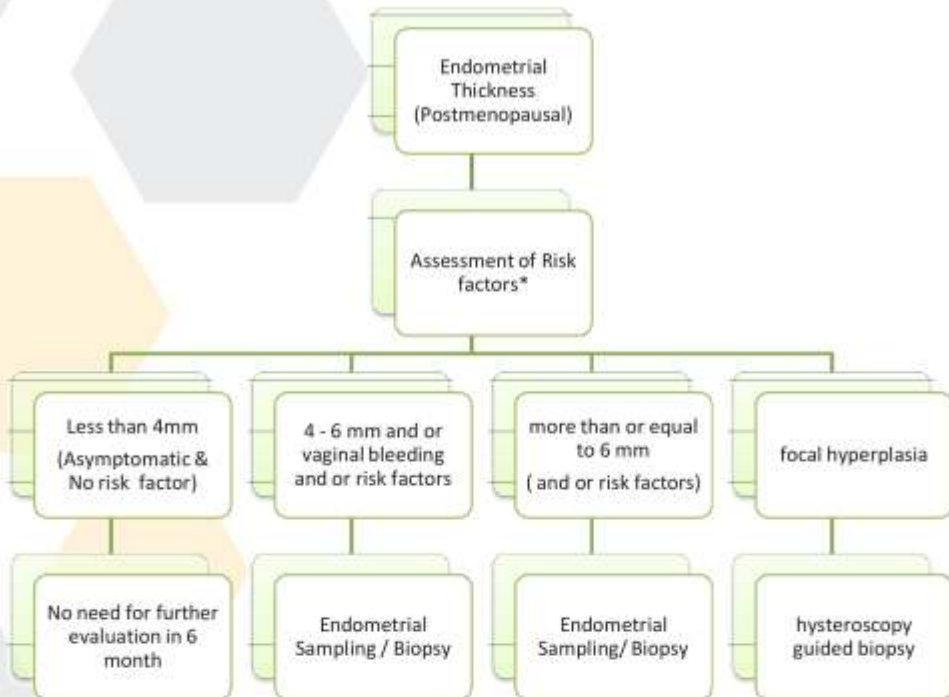 Endometrial
Thickness
(Postmenopausal)
Assessment of Risk
factors*
Less than 4mm
(Asymptomatic &
No risk factor)
4 - 6 mm and or
vaginal bleeding
and or risk factors
more than or equal
to 6 mm
( and or risk factors)
focal hyperplasia
No need for further
evaluation in 6
month
Endometrial
Sampling / Biopsy
Endometrial
Sampling/ Biopsy
hysteroscopy
guided biopsy